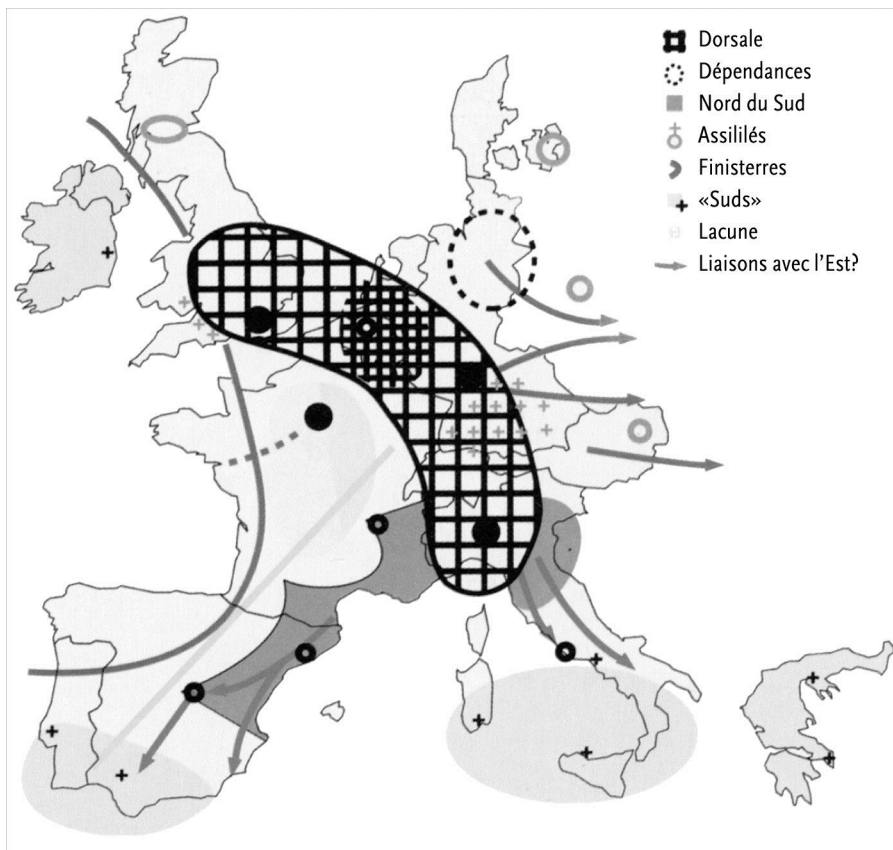 Dorsale
Dépendances
Nord du Sud
Assililés
Finisterres
«Suds»
Lacune
Liaisons avec l'Est?